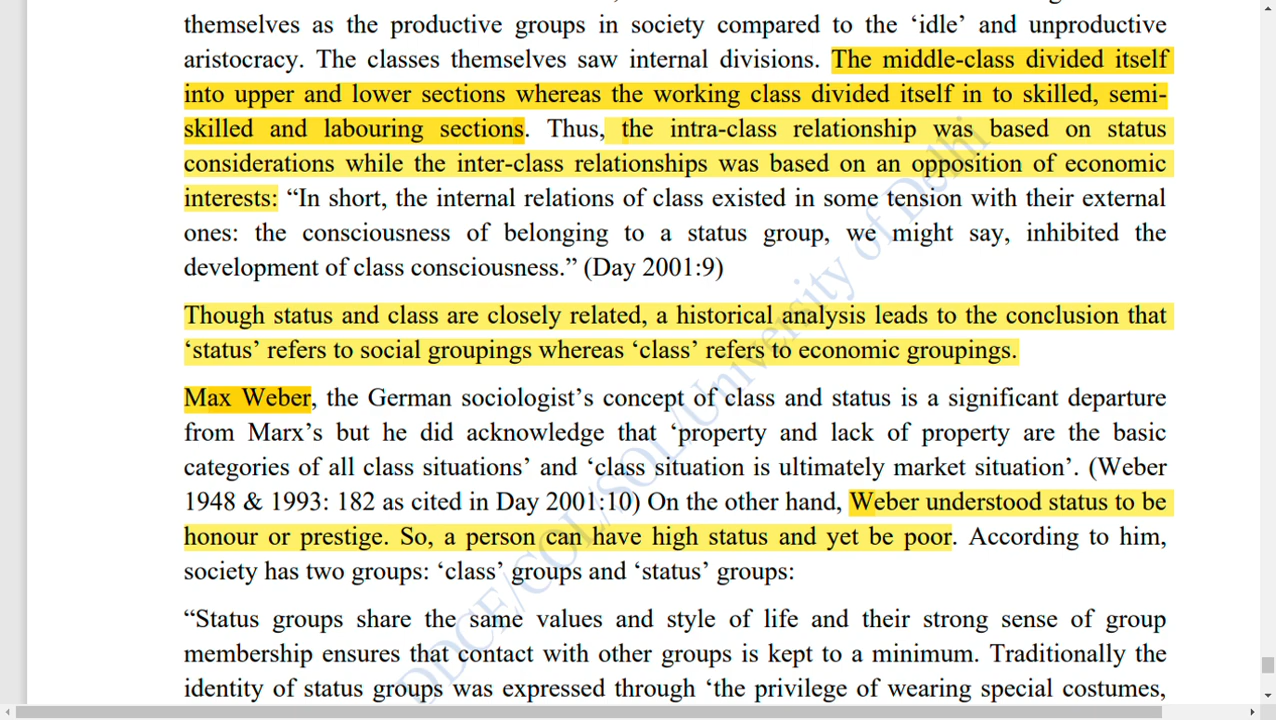 themselves as the productive groups in society compared to the ‘idle’ and unproductive
aristocracy. The classes themselves saw internal divisions. The middle-class divided itself
into upper and lower sections whereas the working class divided itself in to skilled, semi-
skilled and labouring sections. Thus, the intra-class relationship was based on status
considerations while the inter-class relationships was based on an opposition of economic
interests: “In short, the internal relations of class existed in some tension with their external
ones: the consciousness of belonging to a status group, we might say, inhibited the
development of class consciousness.” (Day 2001:9)
Though status and class are closely related, a historical analysis leads to the conclusion that
‘status’ refers to social groupings whereas ‘class’ refers to economic groupings.
Max Weber, the German sociologist’s concept of class and status is a significant departure
from Marx’s but he did acknowledge that ‘property and lack of property are the basic
categories of all class situations’ and ‘class situation is ultimately market situation’. (Weber
1948 & 1993: 182 as cited in Day 2001:10) On the other hand, Weber understood status to be
honour or prestige. So, a person can have high status and yet be poor. According to him,
society has two groups: ‘class’ groups and ‘status’ groups:
“Status groups share the same values and style of life and their strong sense of group
membership ensures that contact with other groups is kept to a minimum. Traditionally the
identity of status groups was expressed through ‘the privilege of wearing special costumes,
DDCE/COL/SOL/University of Delhi